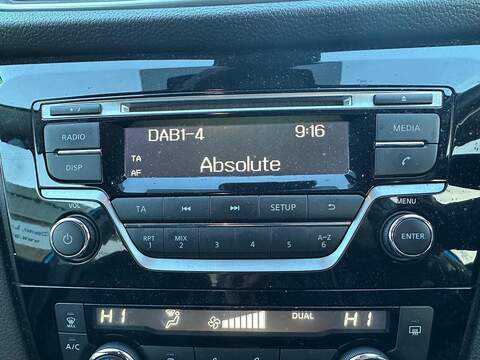 DAB1-4 9:16
RADIO MEDIA
TA
AF
Absolute
DISP
TA SETUP
VOL MENU
RPT 1 MIX 2 3 4 5 A-Z 6
ENTER
HI DUAL HI
MAX
A/C